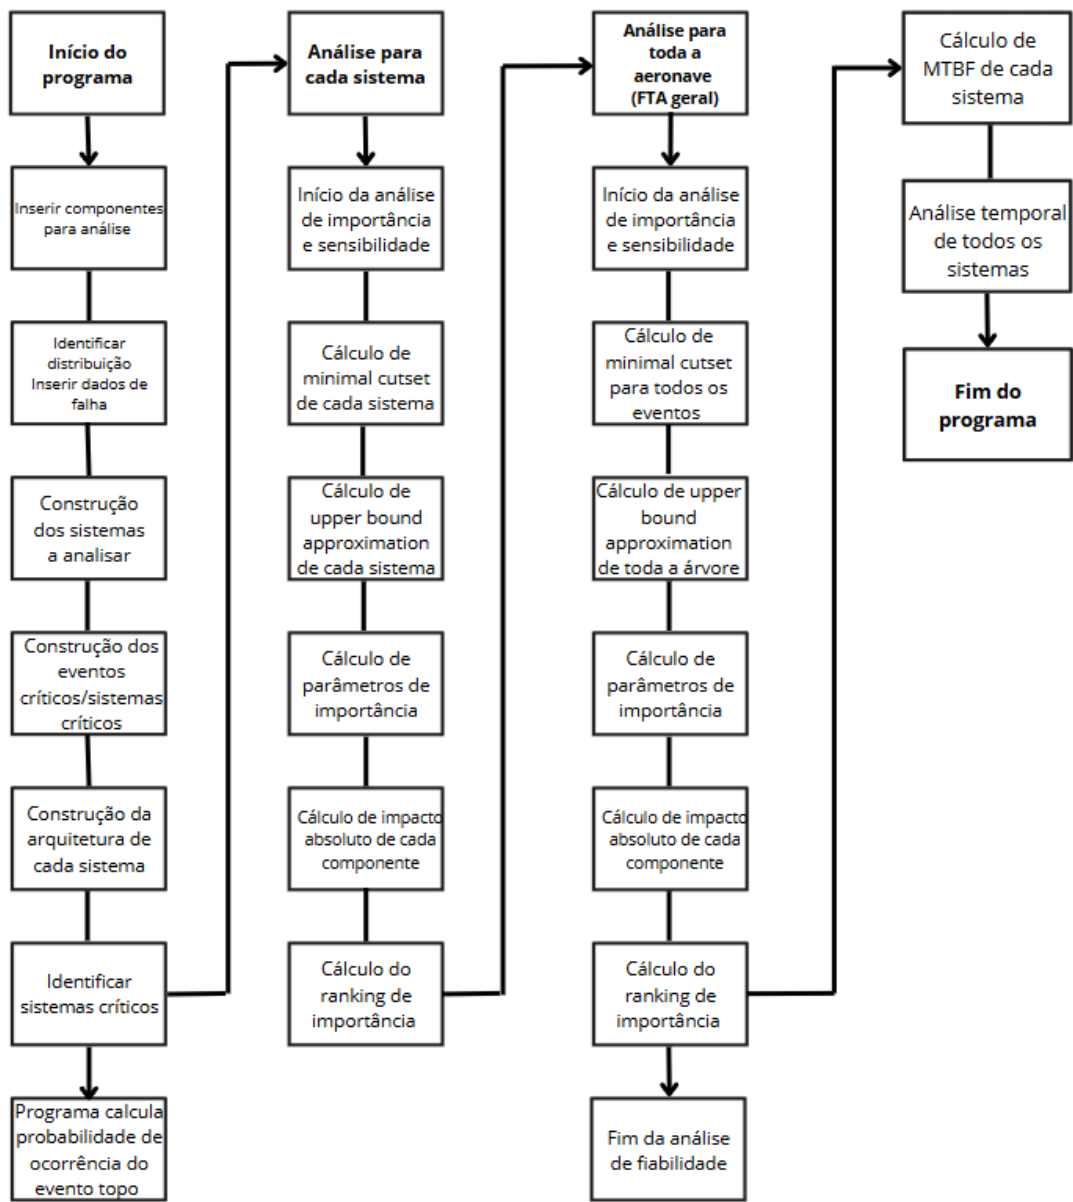 Início do
programa
Inserir componentes
para análise
Identificar
distribuição
Inserir dados de
falha
Construção
dos sistemas
a analisar
Construção dos
eventos
críticos/sistemas
críticos
Construção da
arquitetura de
cada sistema
Identificar
sistemas críticos
Programa calcula
probabilidade de
ocorrência do
evento topo
Análise para
cada sistema
Início da análise
de importância
e sensibilidade
Cálculo de
minimal cutset
de cada sistema
Cálculo de
upper bound
approximation
de cada sistema
Cálculo de
parâmetros de
importância
Cálculo de impacto
absoluto de cada
componente
Cálculo do
ranking de
importância
Análise para
toda a
aeronave
(FTA geral)
Início da análise
de importância
e sensibilidade
Cálculo de
minimal cutset
para todos os
eventos
Cálculo de upper
bound
approximation
de toda a árvore
Cálculo de
parâmetros de
importância
Cálculo de impacto
absoluto de cada
componente
Cálculo do
ranking de
importância
Fim da análise
de fiabilidade
Cálculo de
MTBF de cada
sistema
Análise temporal
de todos os
sistemas
Fim do
programa